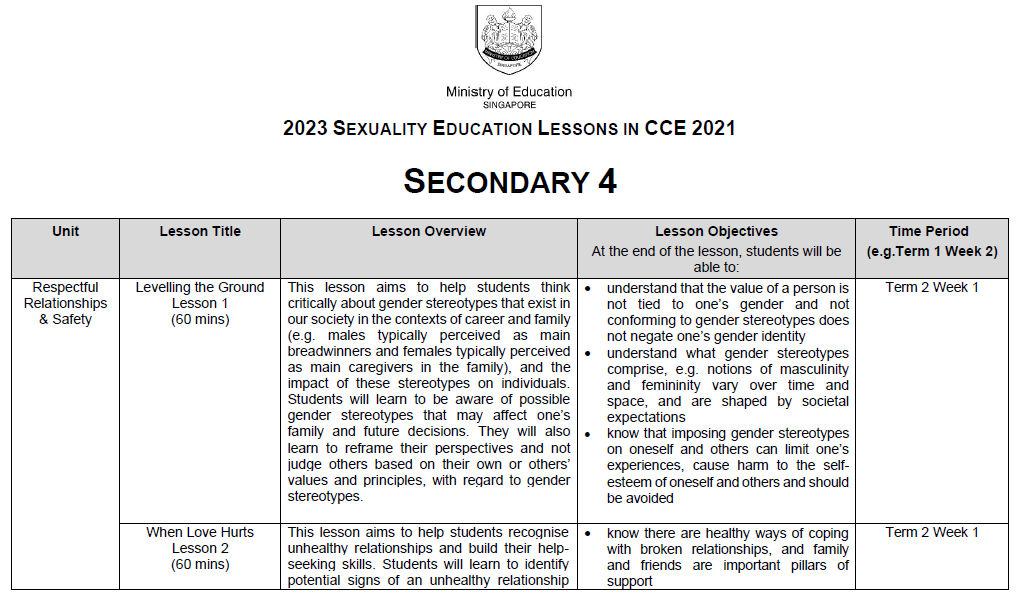 Ministry of Education
SINGAPORE
2023 SEXUALITY EDUCATION LESSONS IN CCE 2021
SECONDARY 4
Unit
Lesson Title
Lesson Overview
Lesson Objectives
At the end of the lesson, students will be
able to:
Time Period
(e.g.Term 1 Week 2)
Respectful
Relationships
& Safety
Levelling the Ground
Lesson 1
(60 mins)
This lesson aims to help students think
critically about gender stereotypes that exist in
our society in the contexts of career and family
(e.g. males typically perceived as main
breadwinners and females typically perceived
as main caregivers in the family), and the
impact of these stereotypes on individuals.
Students will learn to be aware of possible
gender stereotypes that may affect one's
family and future decisions. They will also
learn to reframe their perspectives and not
judge others based on their own or others'
values and principles, with regard to gender
stereotypes.
• understand that the value of a person is
not tied to one's gender and not
conforming to gender stereotypes does
not negate one's gender identity
• understand what gender stereotypes
comprise, e.g. notions of masculinity
and femininity vary over time and
space, and are shaped by societal
expectations
• know that imposing gender stereotypes
on oneself and others can limit one's
experiences, cause harm to the self-
esteem of oneself and others and should
be avoided
Term 2 Week 1
When Love Hurts
Lesson 2
(60 mins)
This lesson aims to help students recognise
unhealthy relationships and build their help-
seeking skills. Students will learn to identify
potential signs of an unhealthy relationship
• know there are healthy ways of coping
with broken relationships, and family
and friends are important pillars of
support
Term 2 Week 1